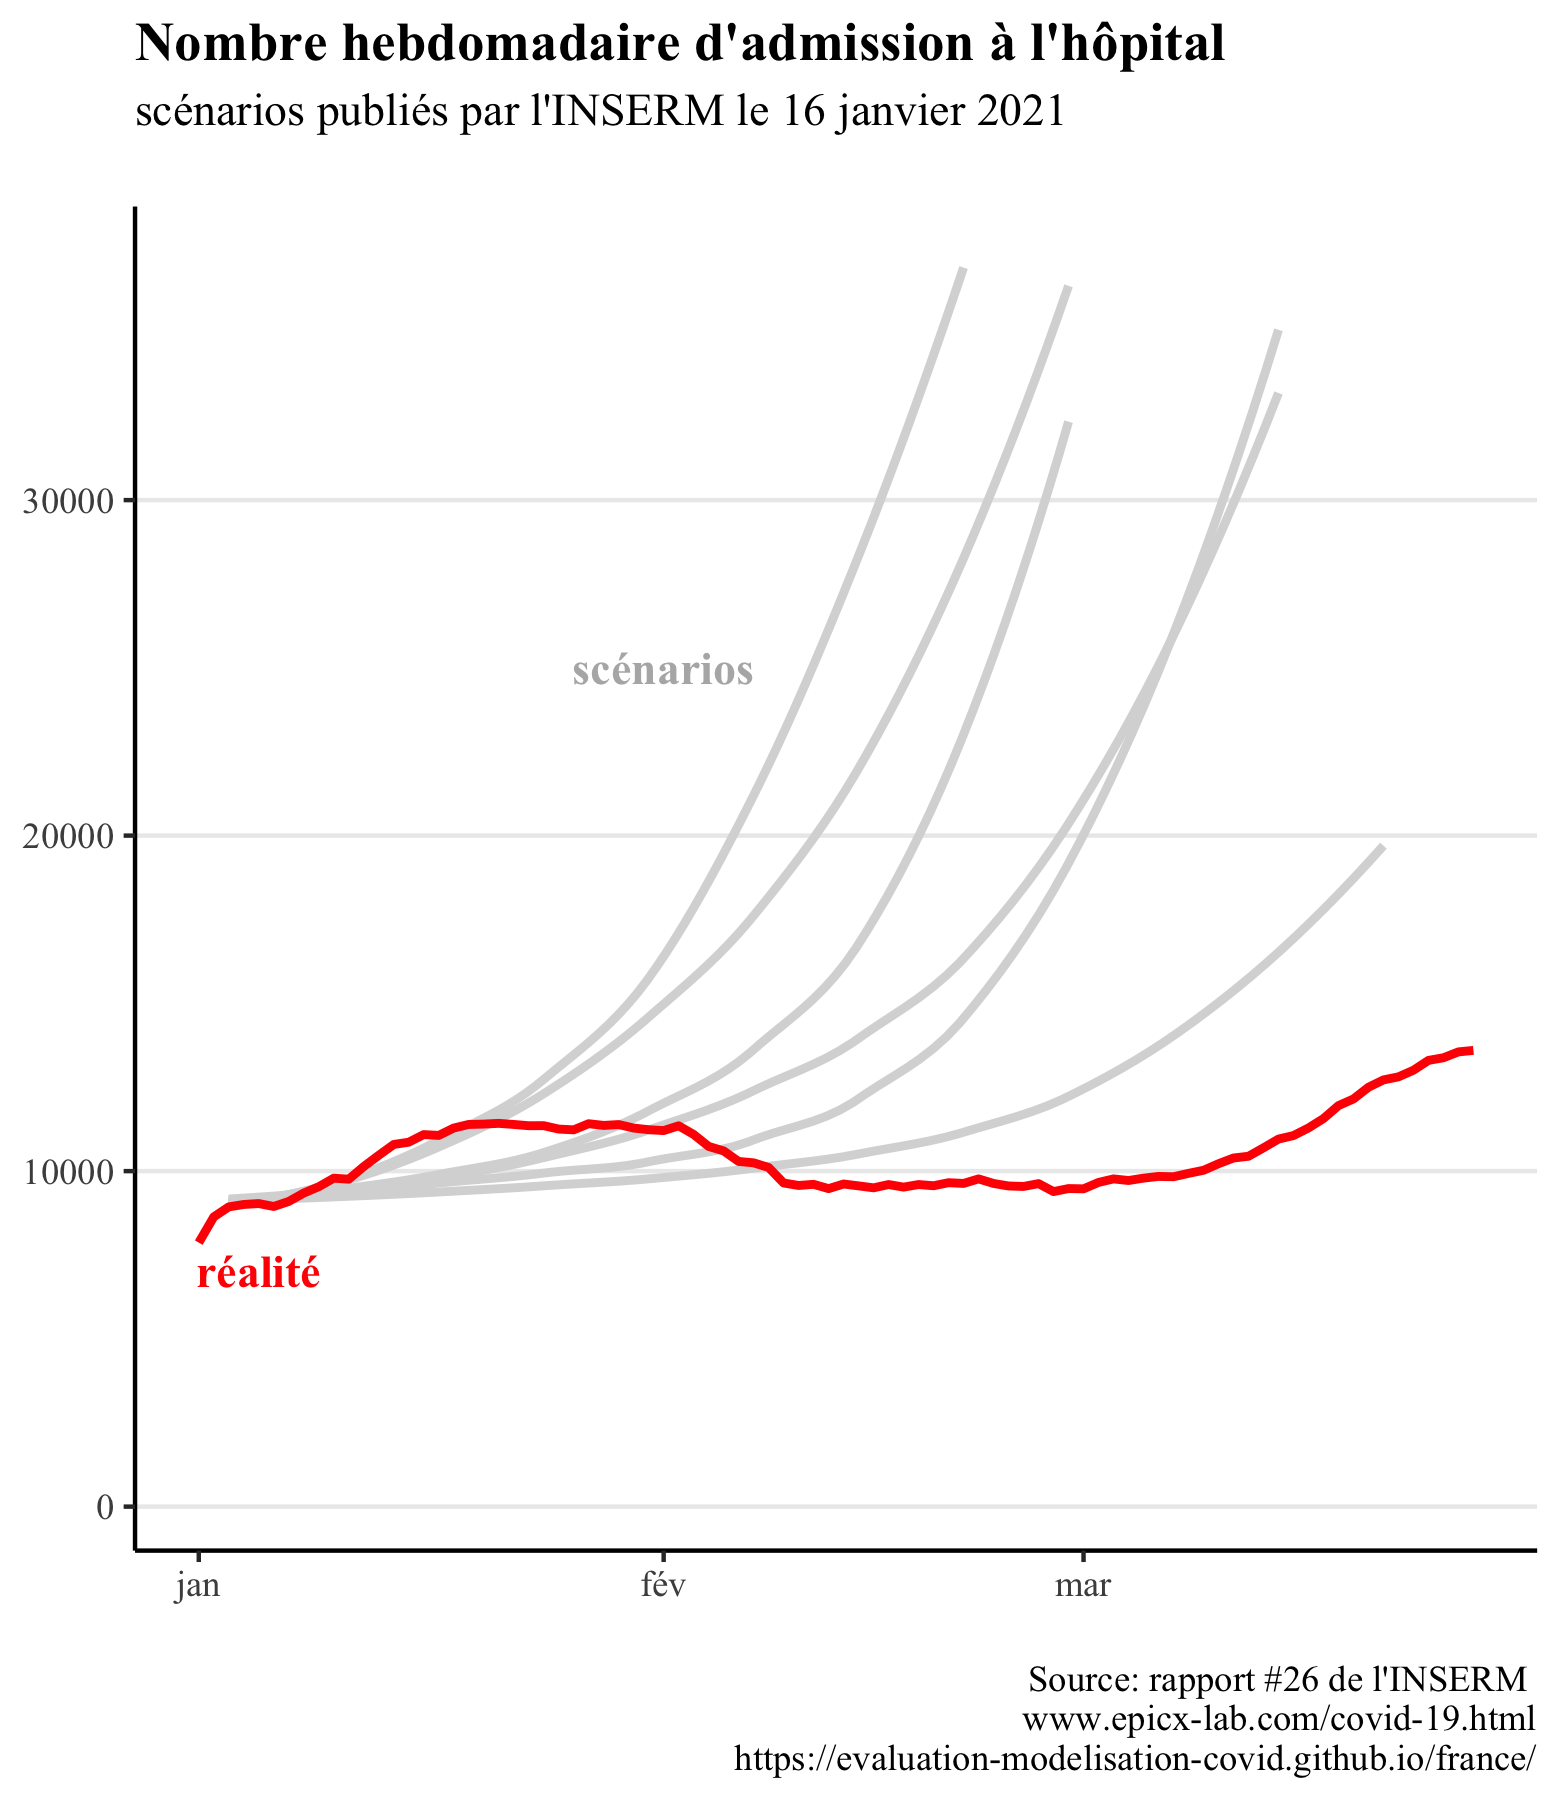 Nombre hebdomadaire d'admission à l'hôpital
scénarios publiés par l'INSERM le 16 janvier 2021
30000
scénarios
20000
10000
réalité
0
jan fév mar
Source: rapport #26 de l'INSERM
www.epicx-lab.com/covid-19.html
https://evaluation-modelisation-covid.github.io/france/